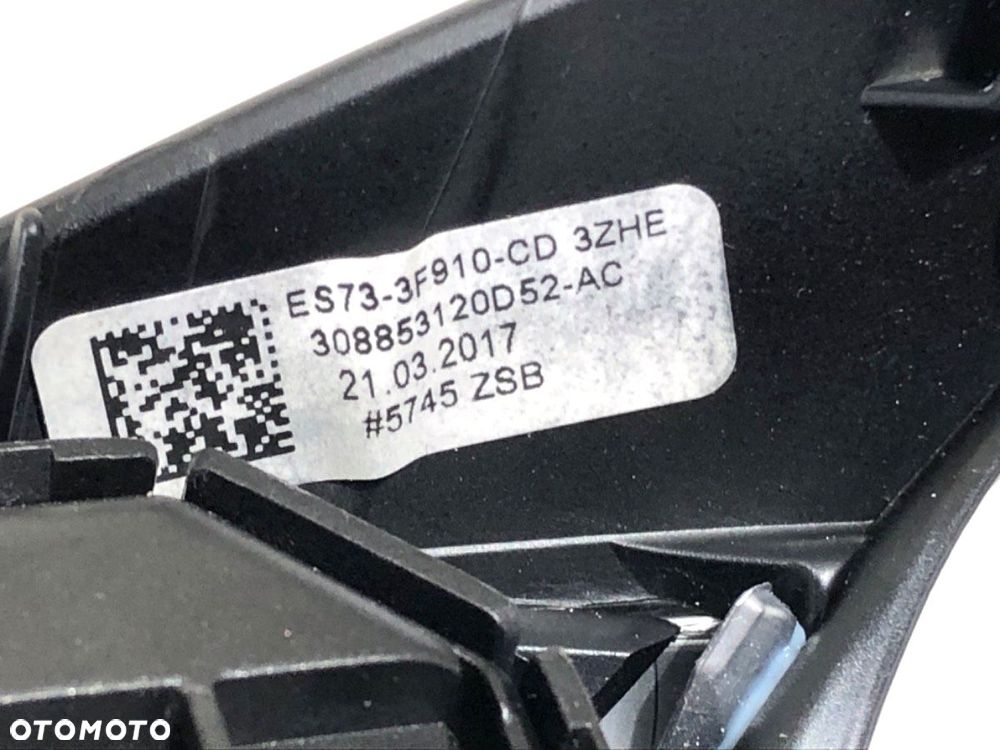 ES73-3F910-CD 3ZHE
308853120D52-AC
21.03.2017
#5745 ZSB
OTOMOTO